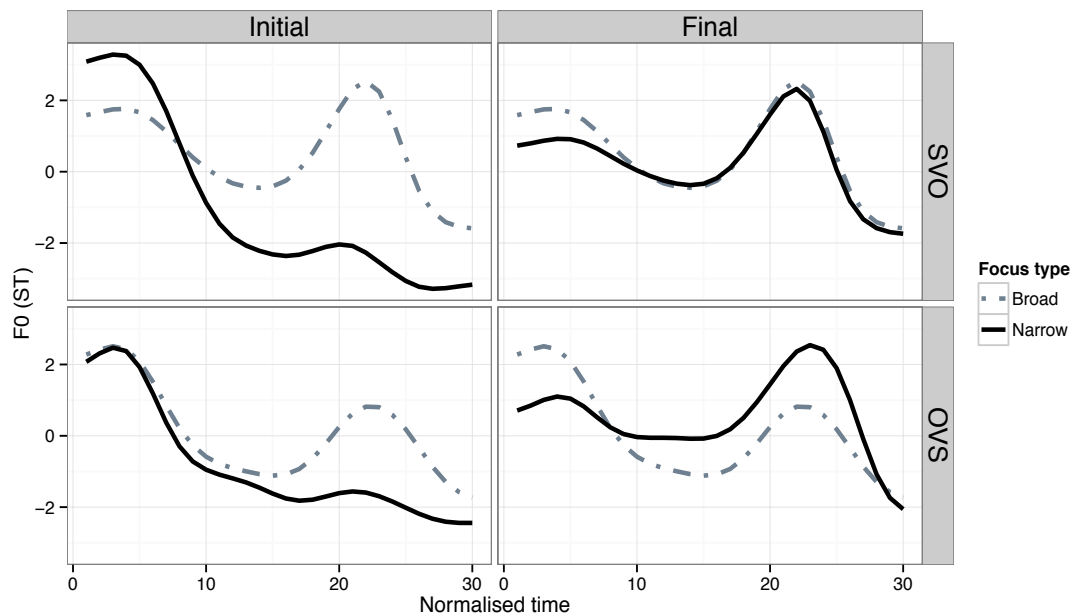 Initial
Final
2
0
−2
SVO
F0 (ST)
Focus type
Broad
Narrow
2
0
−2
OVS
0
10
20
30
0
10
20
30
Normalised time